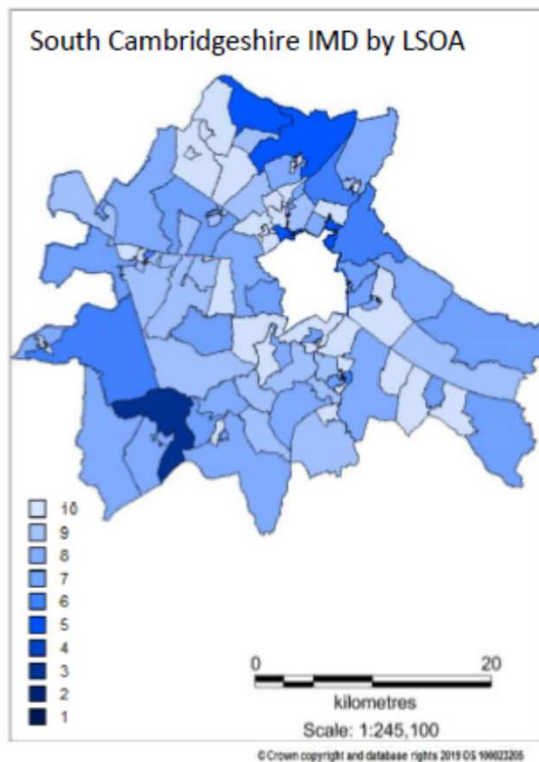 South Cambridgeshire IMD by LSOA
10
9
8
7
6
5
4
3
2
1
0 20
kilometres
Scale: 1:245,100
© Crown copyright and database rights 2019 OS 100023205